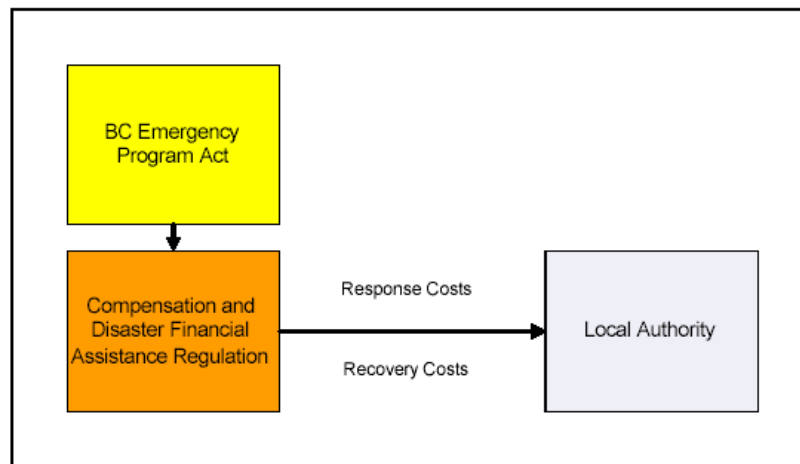 BC Emergency
Program Act
Compensation and
Disaster Financial
Assistance Regulation
Response Costs
Recovery Costs
Local Authority